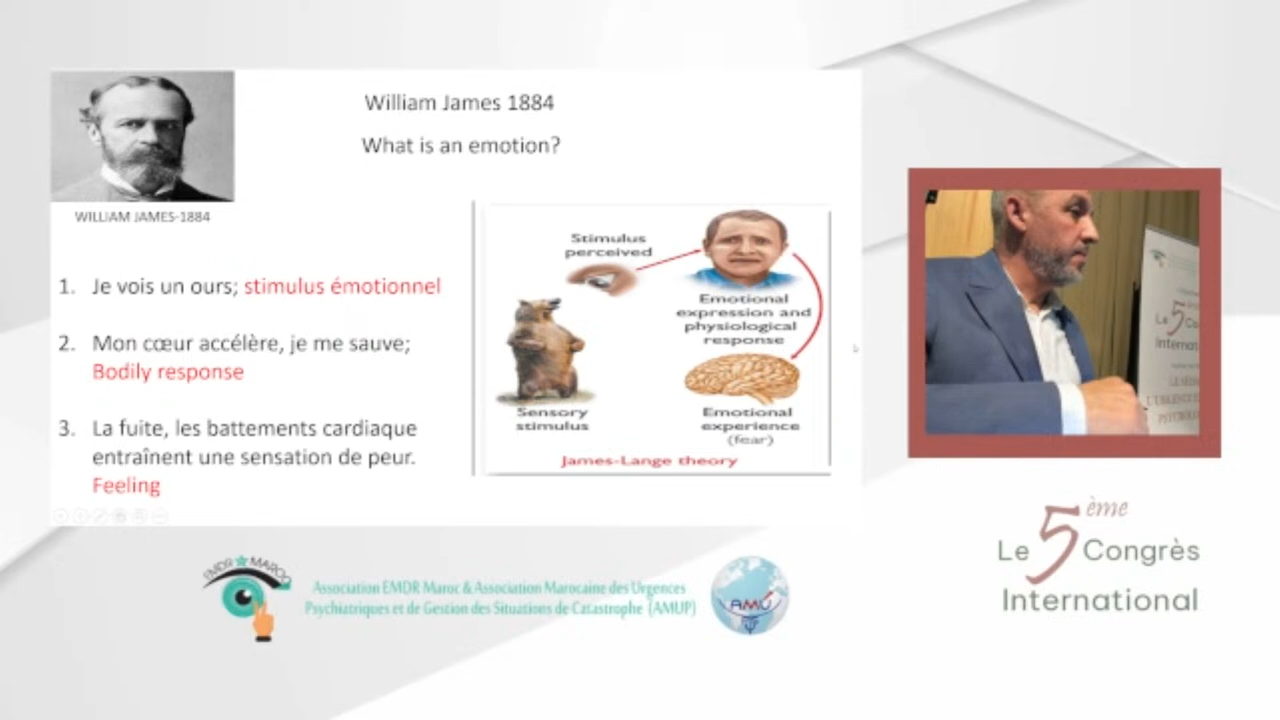 William James 1884
What is an emotion?
WILLIAM JAMES-1884
1. Je vois un ours; stimulus émotionnel
2. Mon cœur accélère, je me sauve;
Bodily response
3. La fuite, les battements cardiaque
entraînent une sensation de peur.
Feeling
Stimulus
perceived
Emotional
expression and
physiological
response
Sensory
stimulus
Emotional
experience
(fear)
James-Lange theory
Le 5
Internat
EMDR MAROC
Association EMDR Maroc & Association Marocaine des Urgences
Psychiatriques et de Gestion des Situations de Catastrophe (AMUP)
AMU
Le 5ème Congrès
International